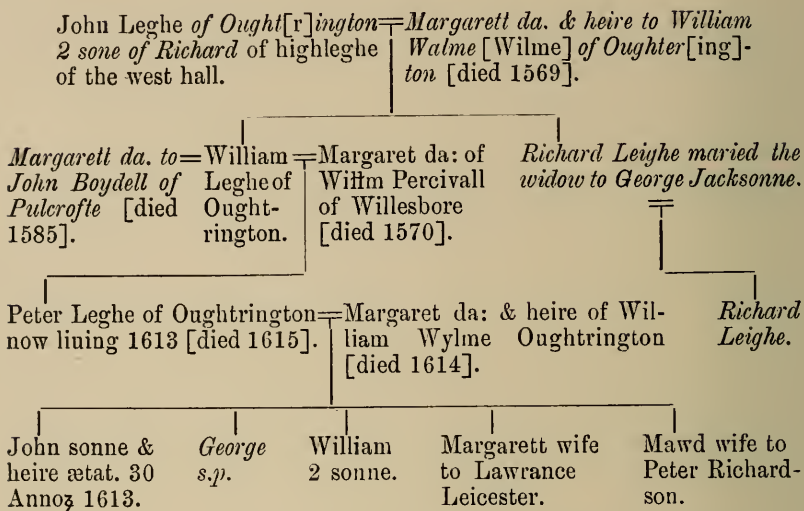 John Leghe of Ought[r]ington
2 sone of Richard of highleghe
of the west hall.
Margarett da. & heire to William
Walme [Wilme] of Oughter[ing]-
ton [died 1569].
Margarett da. to
John Boydell of
Pulcrofte [died
1585].
William
Leghe of
Ought-
rington.
Margaret da: of
Willm Percivall
of Willesbore
[died 1570].
Richard Leighe maried the
widow to George Jacksonne.
Peter Leghe of Oughtrington
now liuing 1613 [died 1615].
Margaret da: & heire of Wil-
liam Wylme Oughtrington
[died 1614].
Richard
Leighe.
John sonne &
heire ætat. 30
Annoȝ 1613.
George
s.p.
William
2 sonne.
Margarett wife
to Lawrance
Leicester.
Mawd wife to
Peter Richard-
son.